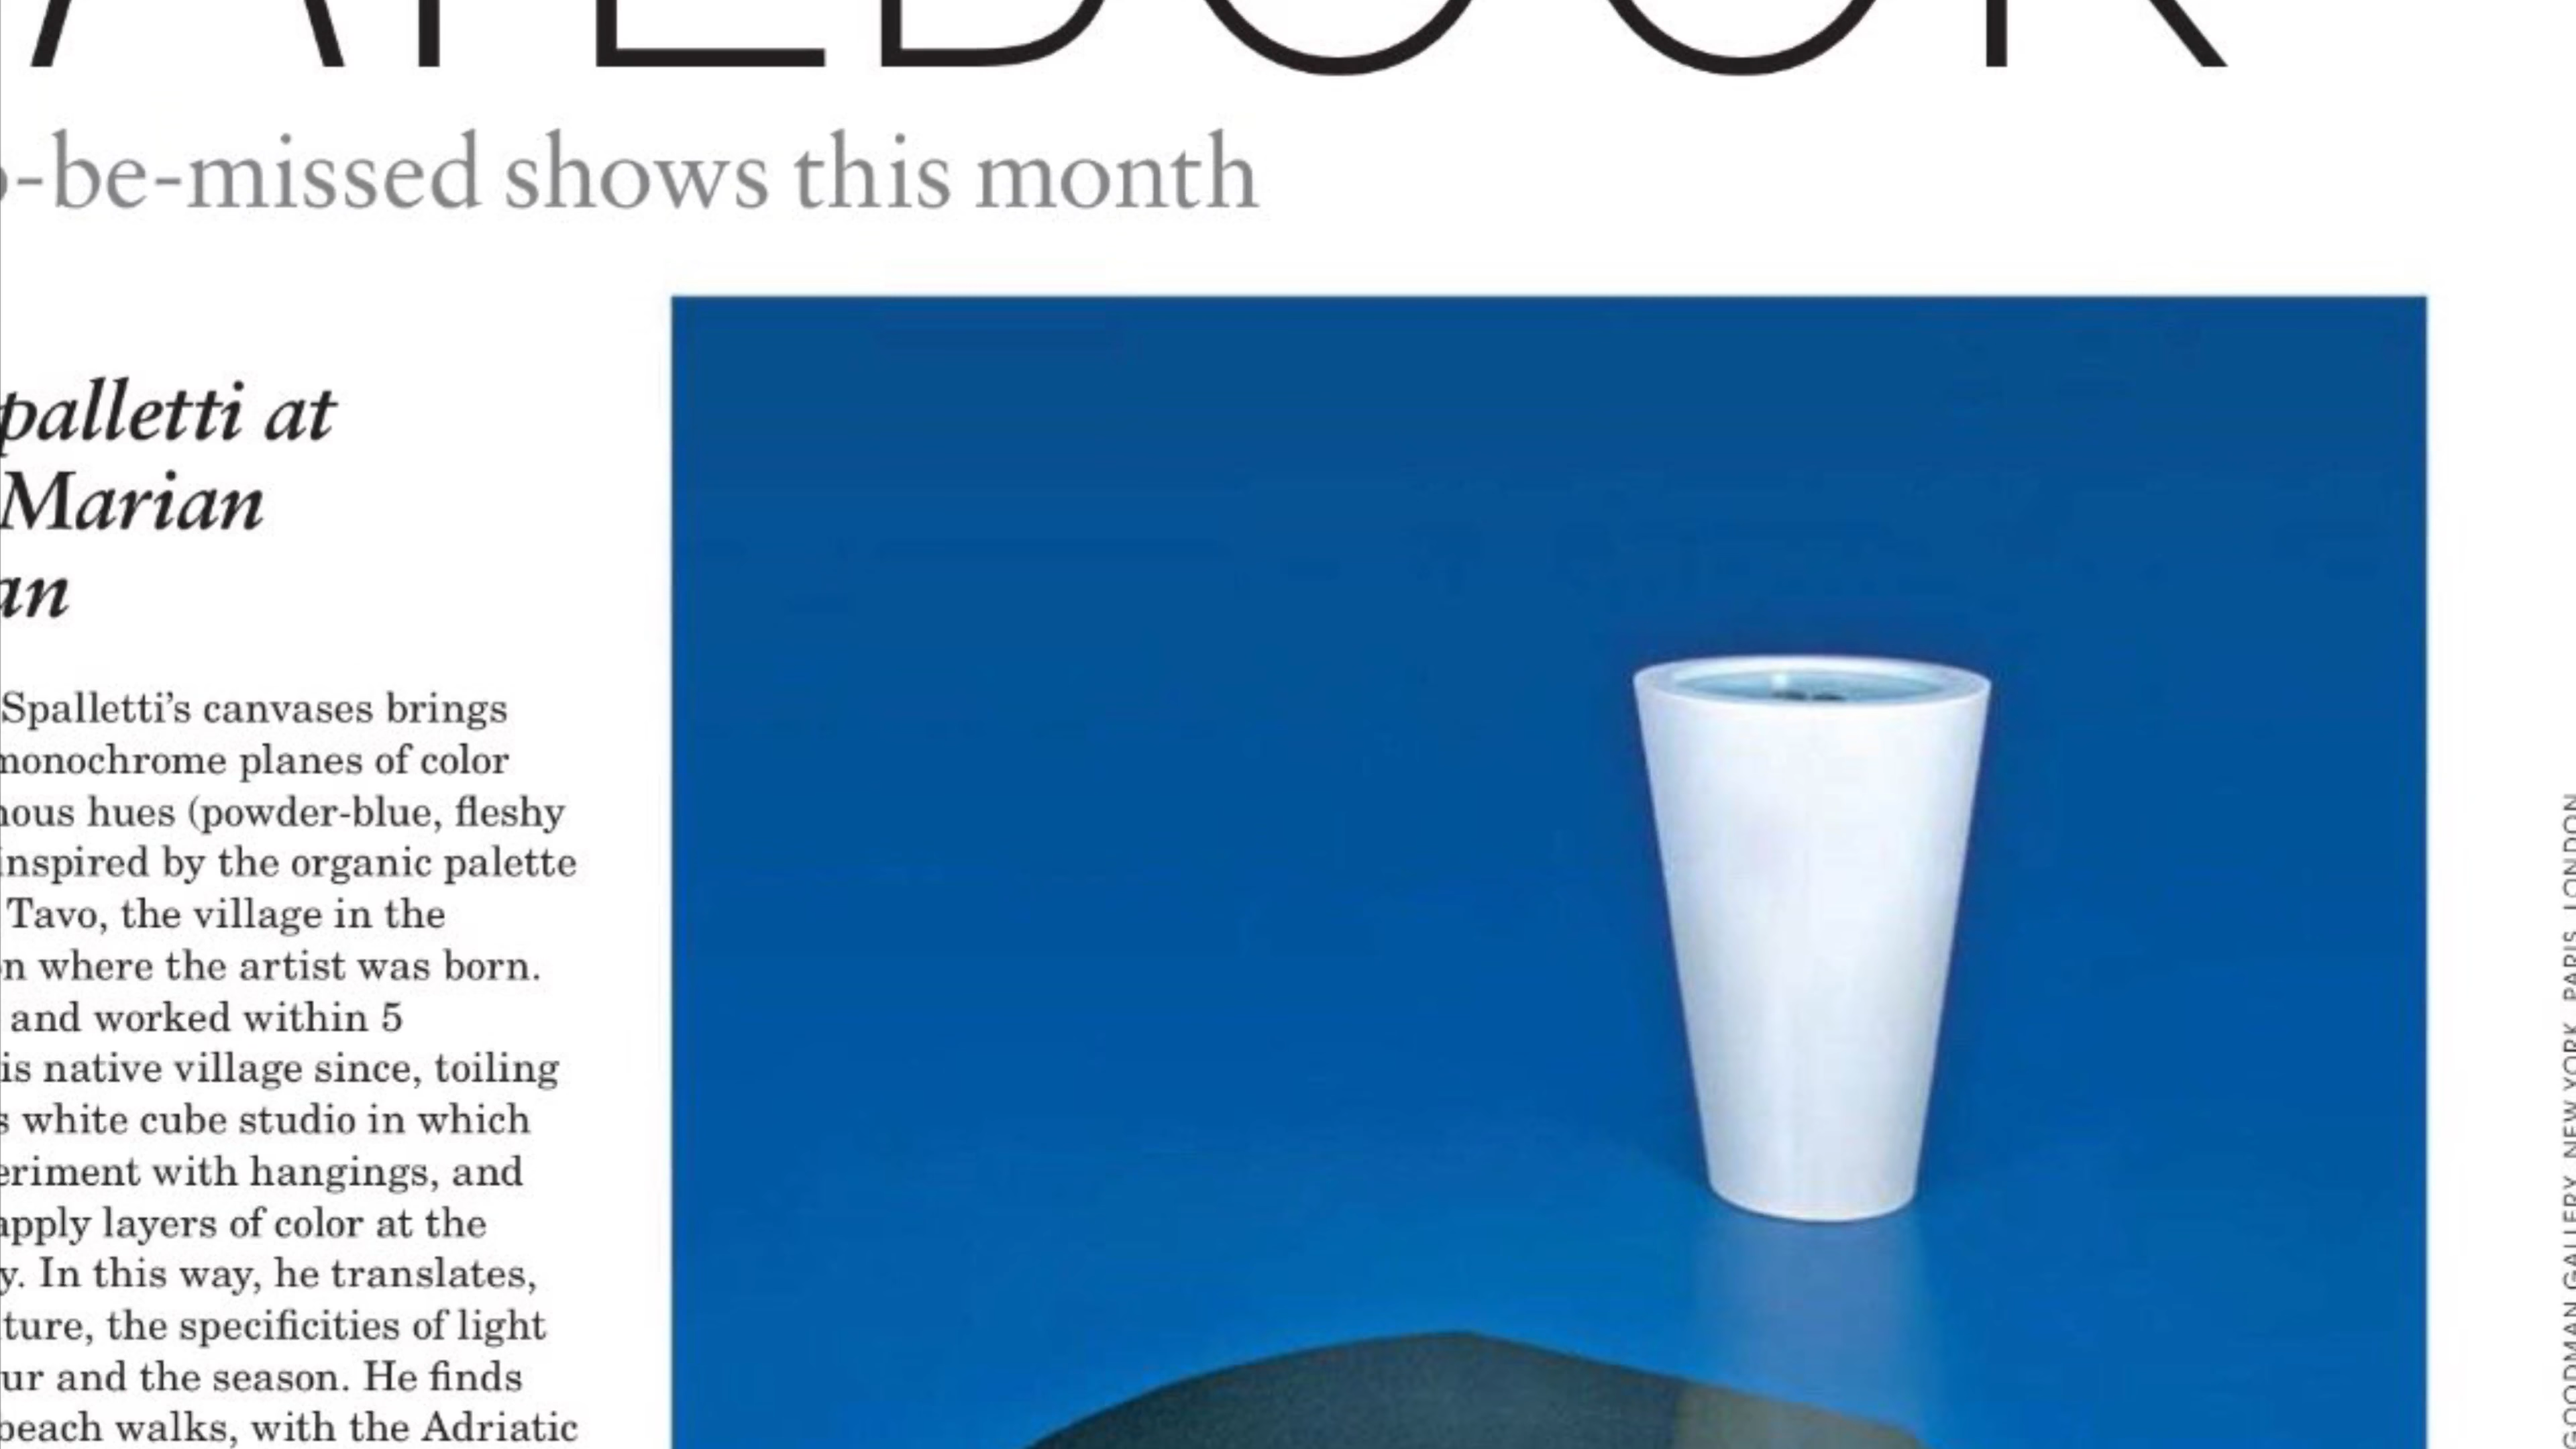 ATEBOOK
-be-missed shows this month
palletti at
Marian
an
Spalletti's canvases brings
monochrome planes of color
nous hues (powder-blue, fleshy
inspired by the organic palette
Tavo, the village in the
n where the artist was born.
and worked within 5
is native village since, toiling
s white cube studio in which
eriment with hangings, and
apply layers of color at the
y. In this way, he translates,
ture, the specificities of light
ur and the season. He finds
beach walks, with the Adriatic
GOODMAN GALLERY, NEW YORK, PARIS, LONDON